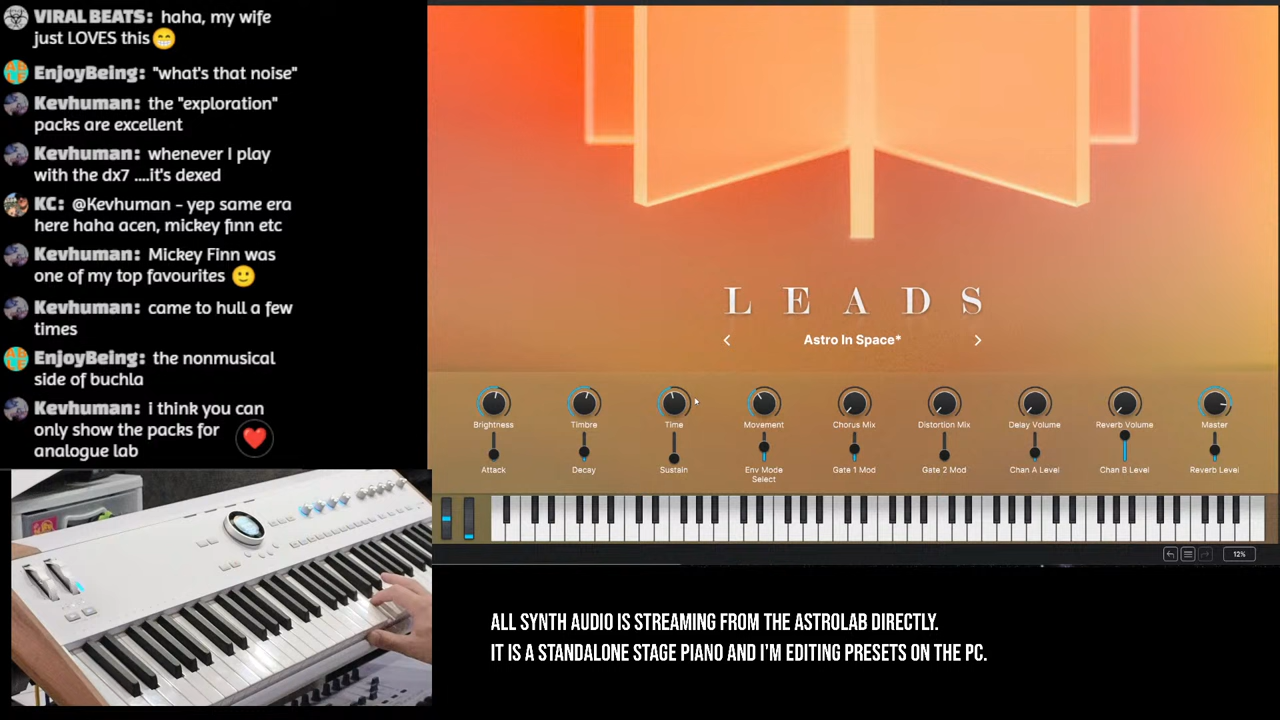 VIRAL BEATS: haha, my wife
just LOVES this😁
EnjoyBeing: "what's that noise"
Kevhuman: the "exploration"
packs are excellent
Kevhuman: whenever I play
with the dx7 ....it's dexed
KC: @Kevhuman - yep same era
here haha acen, mickey finn etc
Kevhuman: Mickey Finn was
one of my top favourites 🙂
Kevhuman: came to hull a few
times
EnjoyBeing: the nonmusical
side of buchla
Kevhuman: i think you can
only show the packs for
analogue lab
LEADS
Astro In Space*
Brightness Timbre Time Movement Chorus Mix Distortion Mix Delay Volume Reverb Volume Master
Attack Decay Sustain Env Mode Gate 1 Mod Gate 2 Mod Chan A Level Chan B Level Reverb Level
Select
12%
ALL SYNTH AUDIO IS STREAMING FROM THE ASTROLAB DIRECTLY.
IT IS A STANDALONE STAGE PIANO AND I'M EDITING PRESETS ON THE PC.